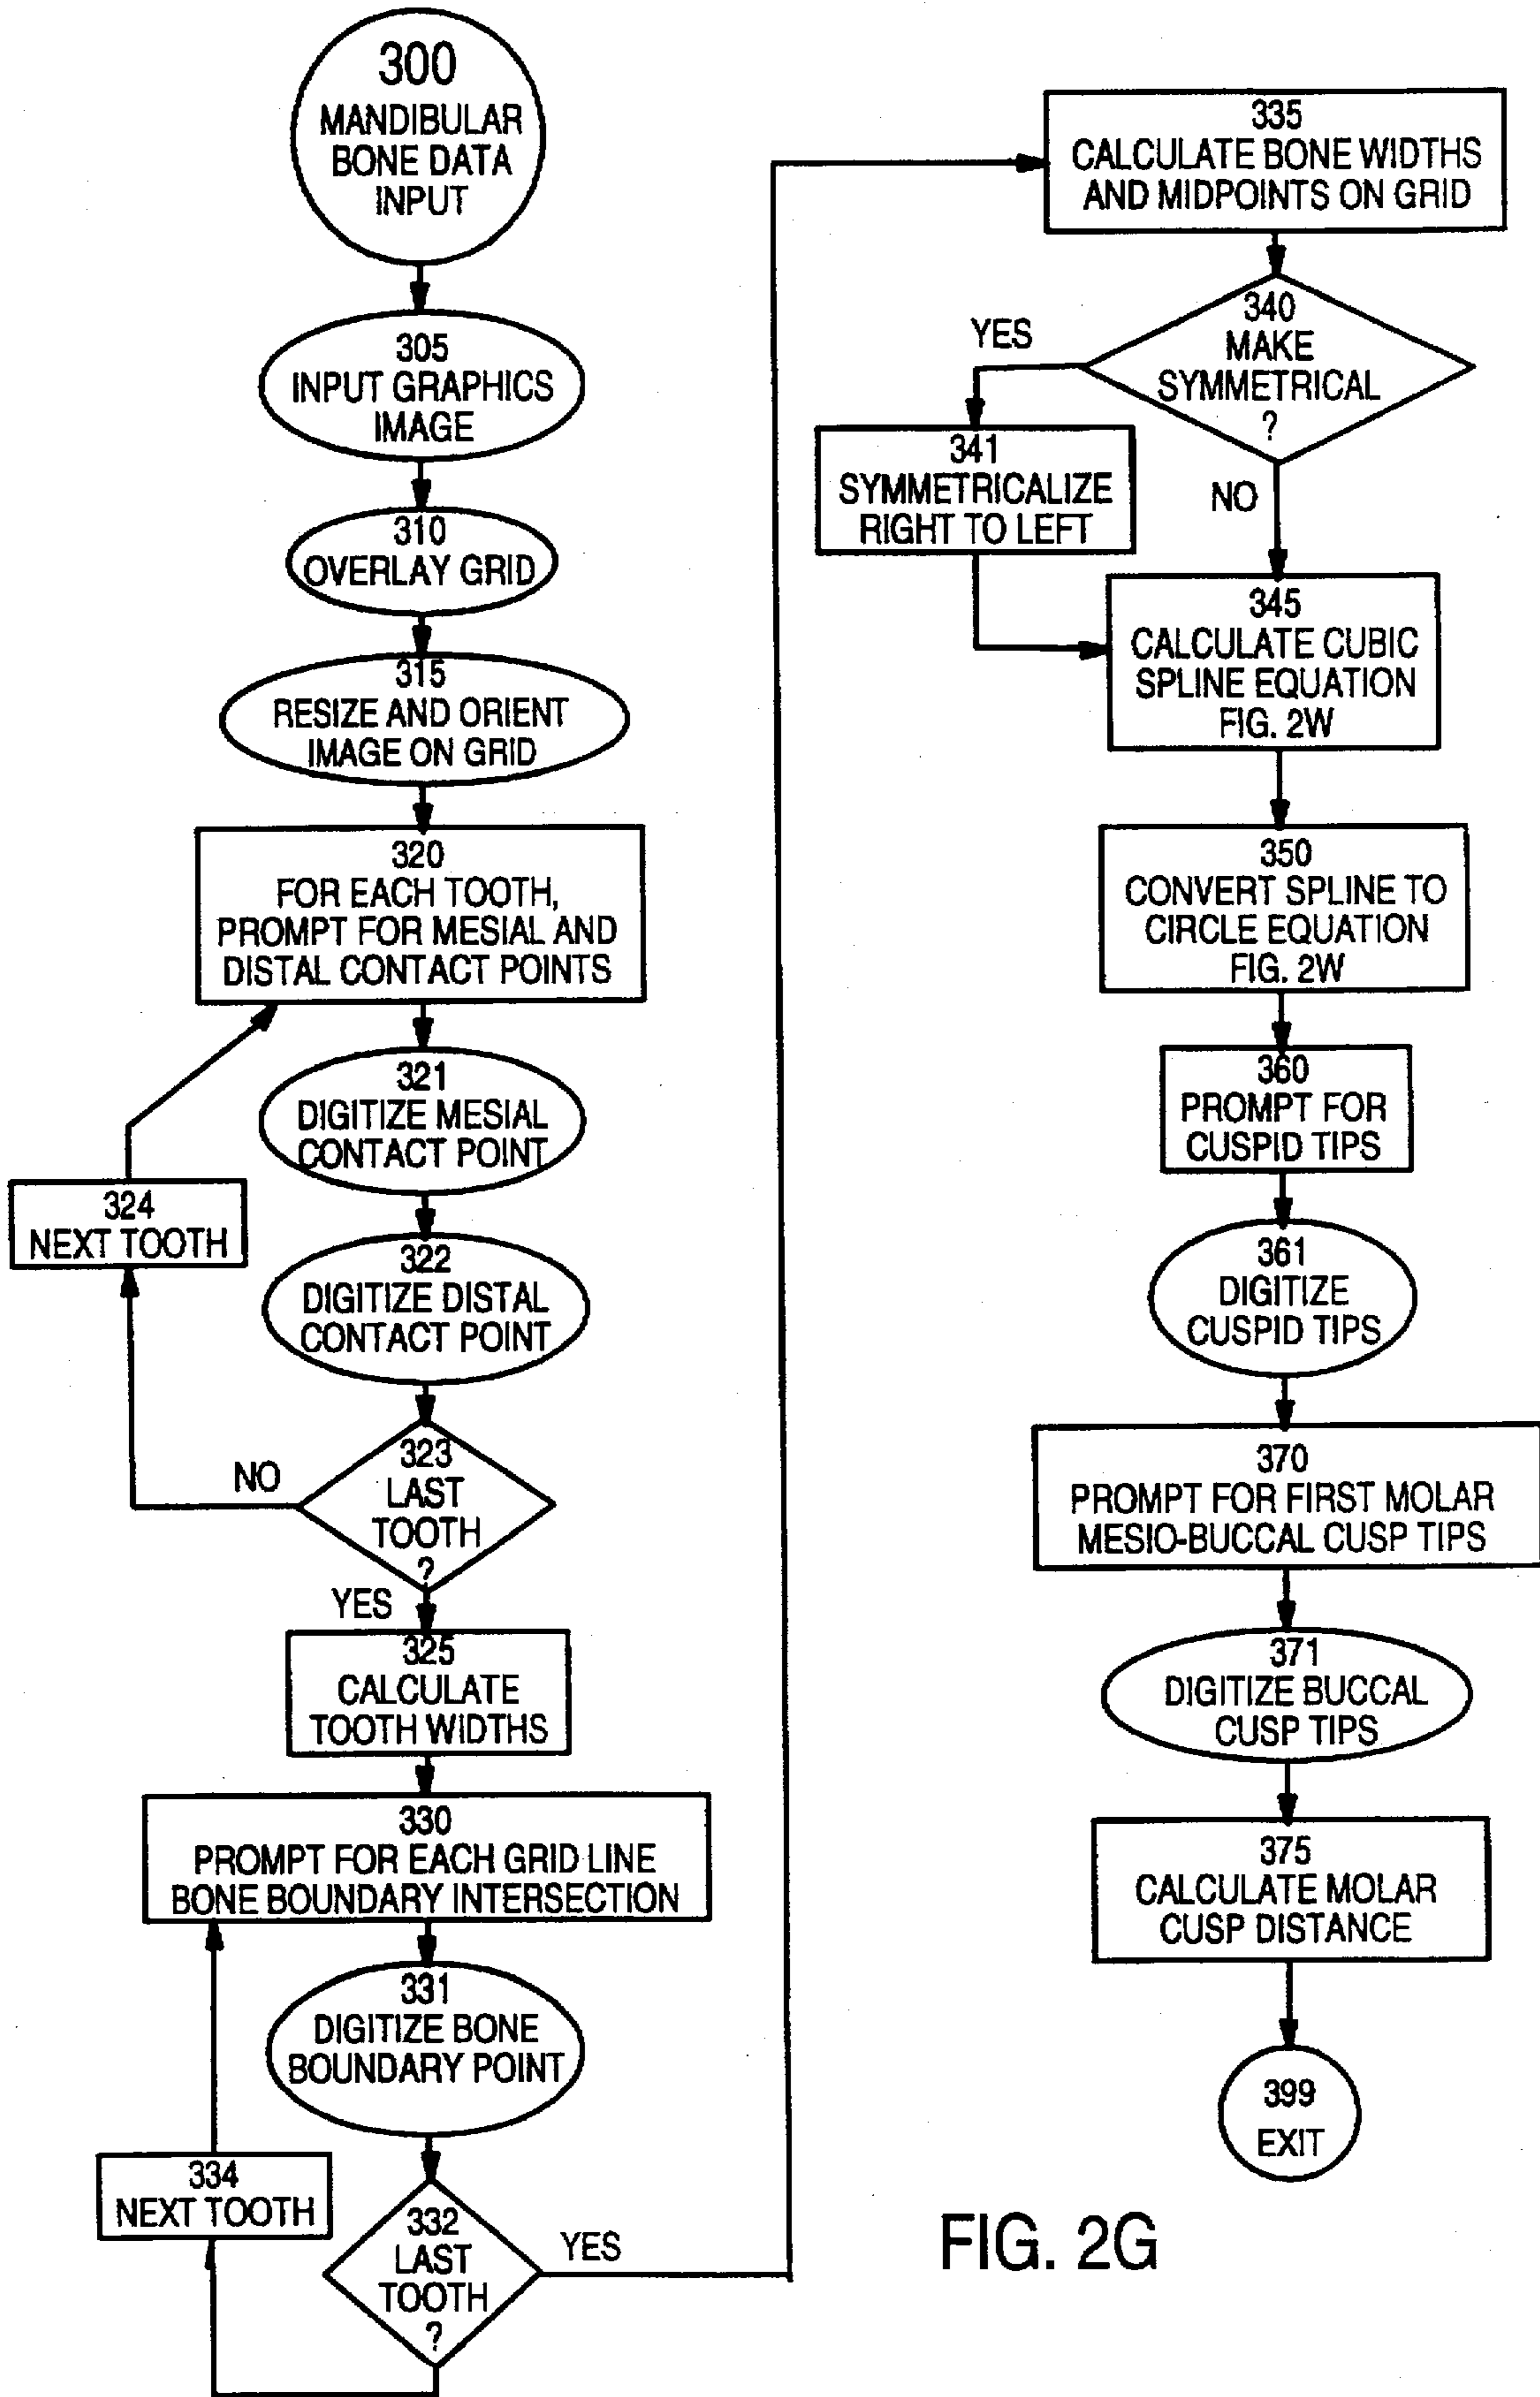 300
MANDIBULAR
BONE DATA
INPUT
305
INPUT GRAPHICS
IMAGE
310
OVERLAY GRID
315
RESIZE AND ORIENT
IMAGE ON GRID
320
FOR EACH TOOTH,
PROMPT FOR MESIAL AND
DISTAL CONTACT POINTS
321
DIGITIZE MESIAL
CONTACT POINT
324
NEXT TOOTH
322
DIGITIZE DISTAL
CONTACT POINT
323
LAST
TOOTH
?
NO
YES
325
CALCULATE
TOOTH WIDTHS
330
PROMPT FOR EACH GRID LINE
BONE BOUNDARY INTERSECTION
331
DIGITIZE BONE
BOUNDARY POINT
334
NEXT TOOTH
332
LAST
TOOTH
?
YES
335
CALCULATE BONE WIDTHS
AND MIDPOINTS ON GRID
340
MAKE
SYMMETRICAL
?
YES
341
SYMMETRICALIZE
RIGHT TO LEFT
NO
345
CALCULATE CUBIC
SPLINE EQUATION
FIG. 2W
350
CONVERT SPLINE TO
CIRCLE EQUATION
FIG. 2W
360
PROMPT FOR
CUSPID TIPS
361
DIGITIZE
CUSPID TIPS
370
PROMPT FOR FIRST MOLAR
MESIO-BUCCAL CUSP TIPS
371
DIGITIZE BUCCAL
CUSP TIPS
375
CALCULATE MOLAR
CUSP DISTANCE
399
EXIT
FIG. 2G